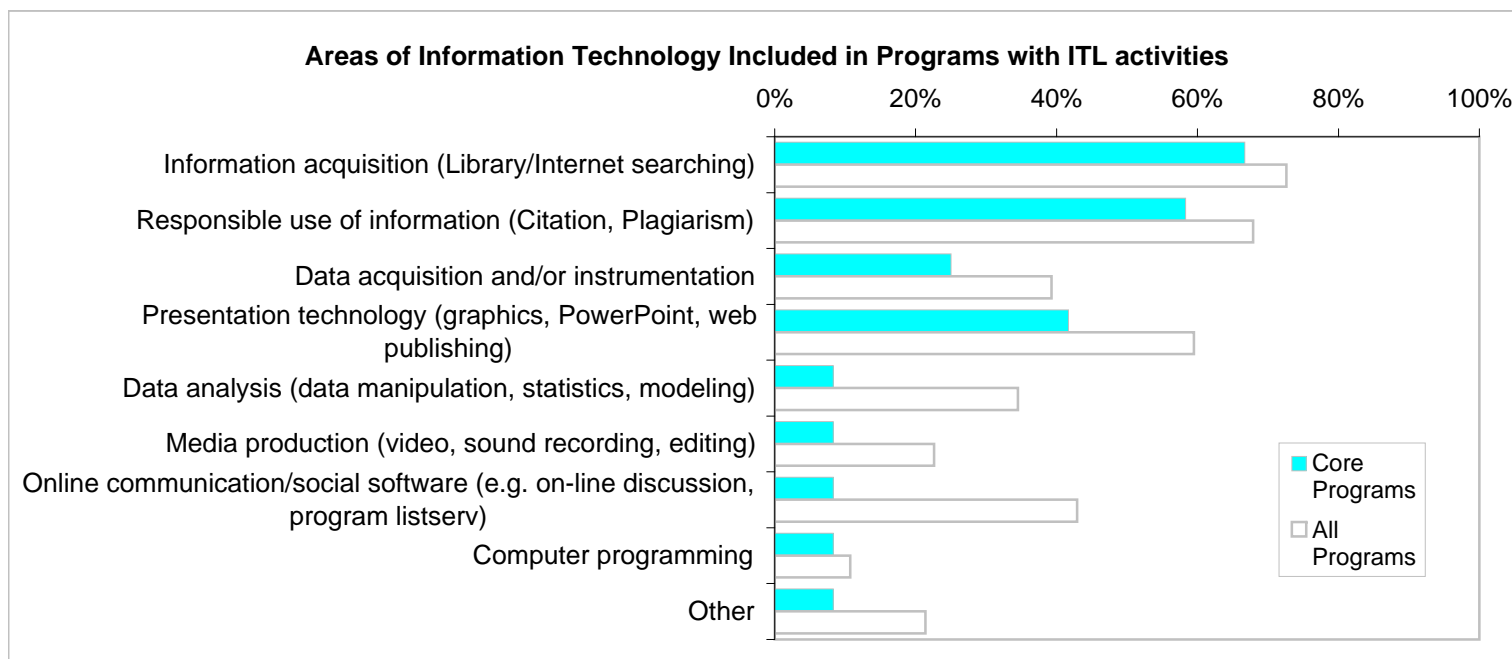 Areas of Information Technology Included in Programs with ITL activities
0% 20% 40% 60% 80% 100%
Information acquisition (Library/Internet searching)
Responsible use of information (Citation, Plagiarism)
Data acquisition and/or instrumentation
Presentation technology (graphics, PowerPoint, web
publishing)
Data analysis (data manipulation, statistics, modeling)
Media production (video, sound recording, editing)
Online communication/social software (e.g. on-line discussion,
program listserv)
Computer programming
Other
Core
Programs
All
Programs